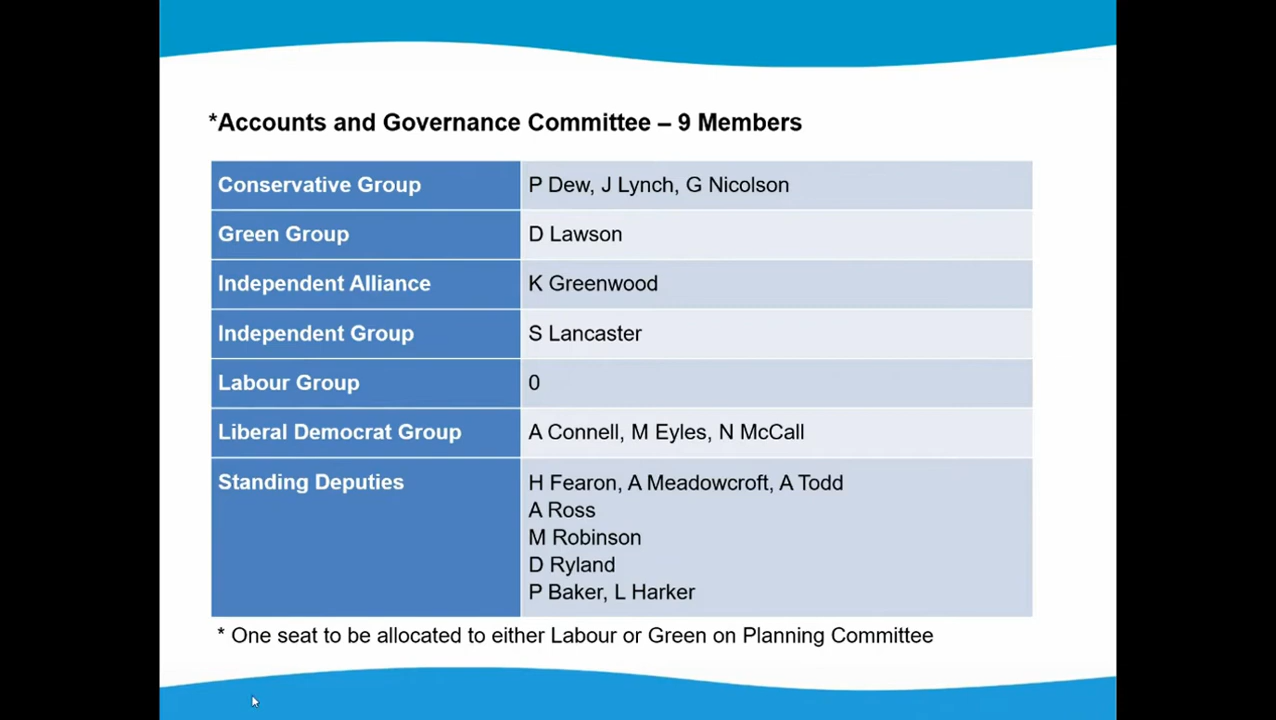 *Accounts and Governance Committee – 9 Members
Conservative Group P Dew, J Lynch, G Nicolson
Green Group D Lawson
Independent Alliance K Greenwood
Independent Group S Lancaster
Labour Group 0
Liberal Democrat Group A Connell, M Eyles, N McCall
Standing Deputies H Fearon, A Meadowcroft, A Todd
A Ross
M Robinson
D Ryland
P Baker, L Harker
* One seat to be allocated to either Labour or Green on Planning Committee